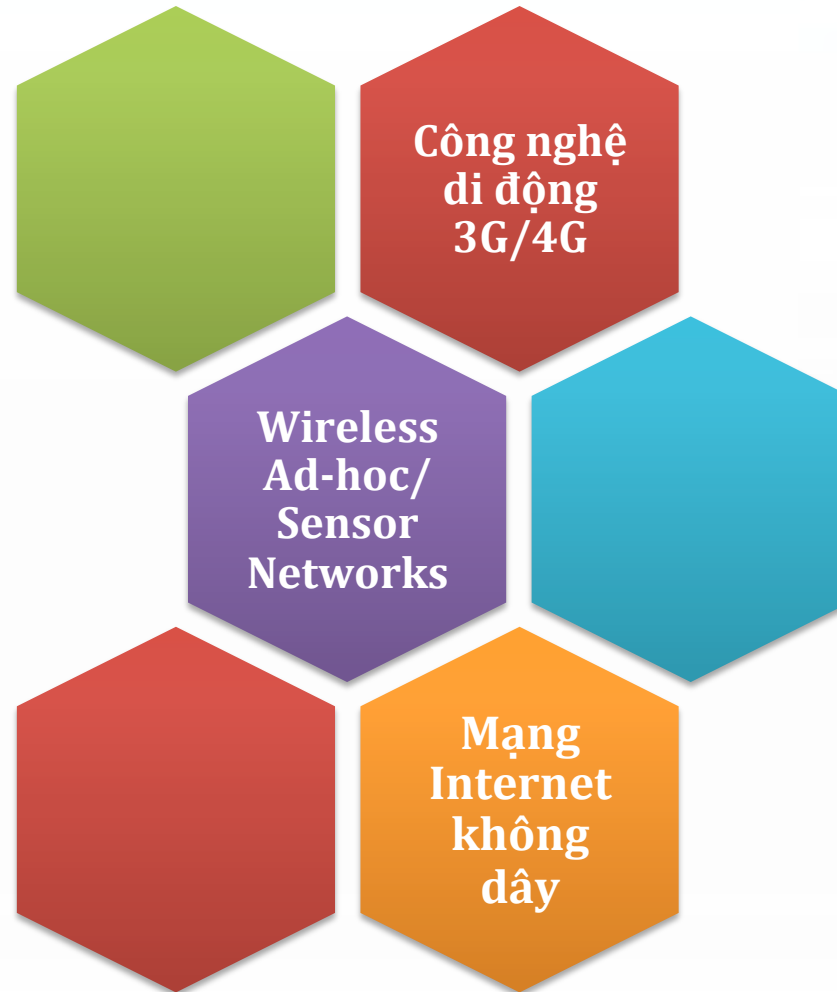 Công nghệ
di động
3G/4G
Wireless
Ad-hoc/
Sensor
Networks
Mạng
Internet
không
dây